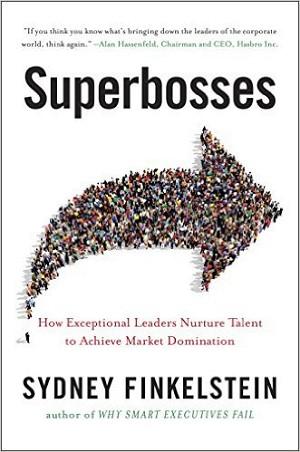 "If you think you know what's bringing down the leaders of the corporate
world, think again." —Alan Hassenfeld, Chairman and CEO, Hasbro Inc.
Superbosses
How Exceptional Leaders Nurture Talent
to Achieve Market Domination
SYDNEY FINKELSTEIN
author of WHY SMART EXECUTIVES FAIL